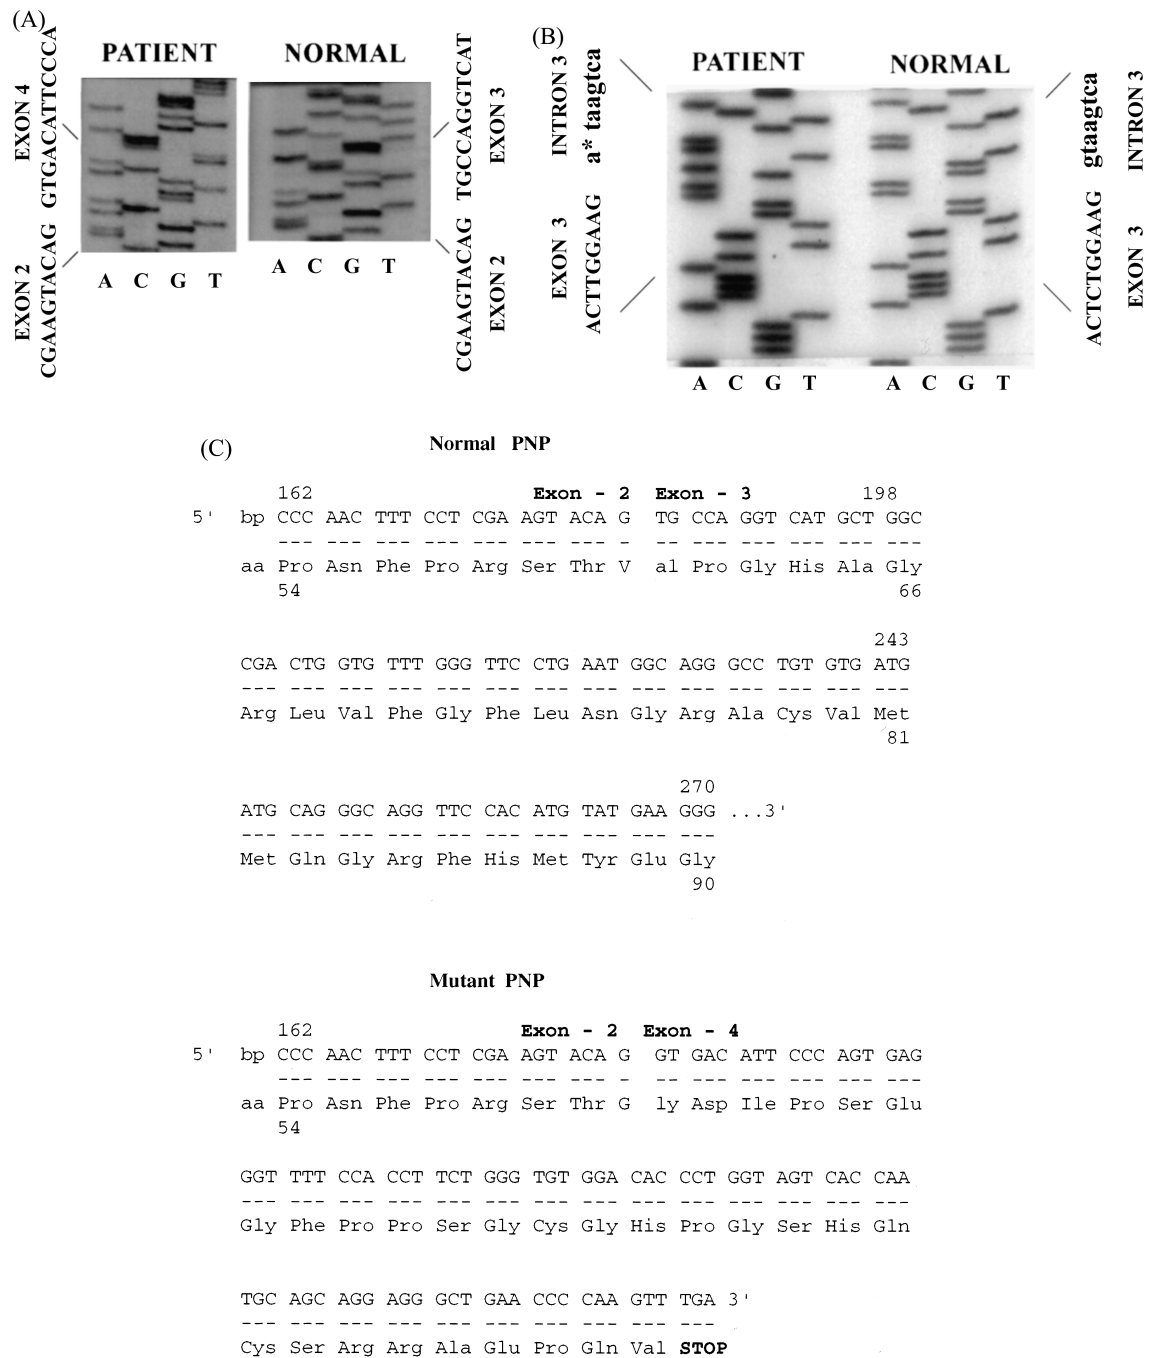 (A)
PATIENT
NORMAL
EXON 4
GTGACATTCCCA
EXON 2
CGAAGTACAG
A C G T
TGCCAGGTCAT
EXON 3
CGAAGTACAG
EXON 2
A C G T
(B)
PATIENT
NORMAL
INTRON 3
a* taagtca
EXON 3
ACTTGGAAG
A C G T
gtaagtca
INTRON 3
ACTCTGGAAG
EXON 3
A C G T
(C)
Normal PNP
162 Exon - 2 Exon - 3 198
5' bp CCC AAC TTT CCT CGA AGT ACA G TG CCA GGT CAT GCT GGC
--- --- --- --- --- --- --- - -- --- --- --- --- ---
aa Pro Asn Phe Pro Arg Ser Thr V al Pro Gly His Ala Gly
54 66
243
CGA CTG GTG TTT GGG TTC CTG AAT GGC AGG GCC TGT GTG ATG
--- --- --- --- --- --- --- --- --- --- --- --- --- ---
Arg Leu Val Phe Gly Phe Leu Asn Gly Arg Ala Cys Val Met
81
270
ATG CAG GGC AGG TTC CAC ATG TAT GAA GGG ...3'
--- --- --- --- --- --- --- --- --- ---
Met Gln Gly Arg Phe His Met Tyr Glu Gly
90
Mutant PNP
162 Exon - 2 Exon - 4
5' bp CCC AAC TTT CCT CGA AGT ACA G GT GAC ATT CCC AGT GAG
--- --- --- --- --- --- --- - -- --- --- --- --- ---
aa Pro Asn Phe Pro Arg Ser Thr G ly Asp Ile Pro Ser Glu
54
GGT TTT CCA CCT TCT GGG TGT GGA CAC CCT GGT AGT CAC CAA
--- --- --- --- --- --- --- --- --- --- --- --- --- ---
Gly Phe Pro Pro Ser Gly Cys Gly His Pro Gly Ser His Gln
TGC AGC AGG AGG GCT GAA CCC CAA GTT TGA 3'
--- --- --- --- --- --- --- --- --- ---
Cys Ser Arg Arg Ala Glu Pro Gln Val STOP